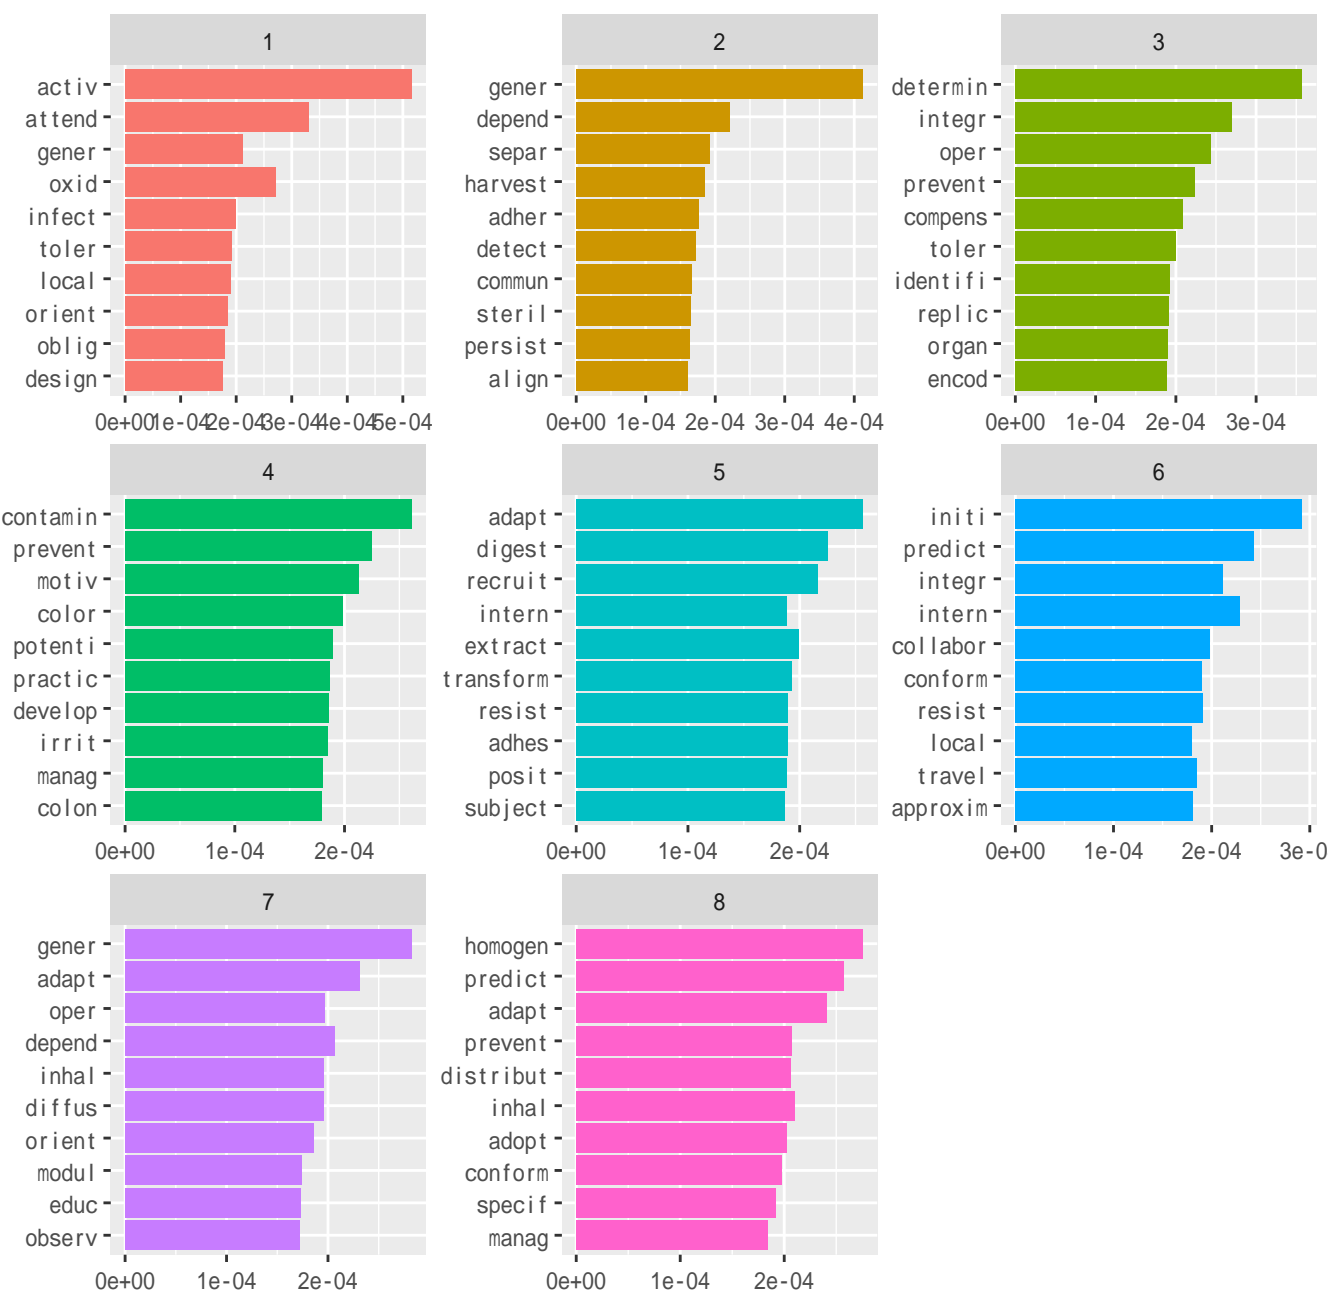 1
activ
attend
gener
oxid
infect
toler
local
orient
oblig
design
0e+00 1e-04 2e-04 3e-04 4e-04 5e-04
2
gener
depend
separ
harvest
adher
detect
commun
steril
persist
align
0e+00 1e-04 2e-04 3e-04 4e-04
3
determin
integr
oper
prevent
compens
toler
identifi
replic
organ
encod
0e+00 1e-04 2e-04 3e-04
4
contamin
prevent
motiv
color
potenti
practic
develop
irrit
manag
colon
0e+00 1e-04 2e-04
5
adapt
digest
recruit
intern
extract
transform
resist
adhes
posit
subject
0e+00 1e-04 2e-04
6
initi
predict
integr
intern
collabor
conform
resist
local
travel
approxim
0e+00 1e-04 2e-04 3e-0
7
gener
adapt
oper
depend
inhal
diffus
orient
modul
educ
observ
0e+00 1e-04 2e-04
8
homogen
predict
adapt
prevent
distribut
inhal
adopt
conform
specif
manag
0e+00 1e-04 2e-04